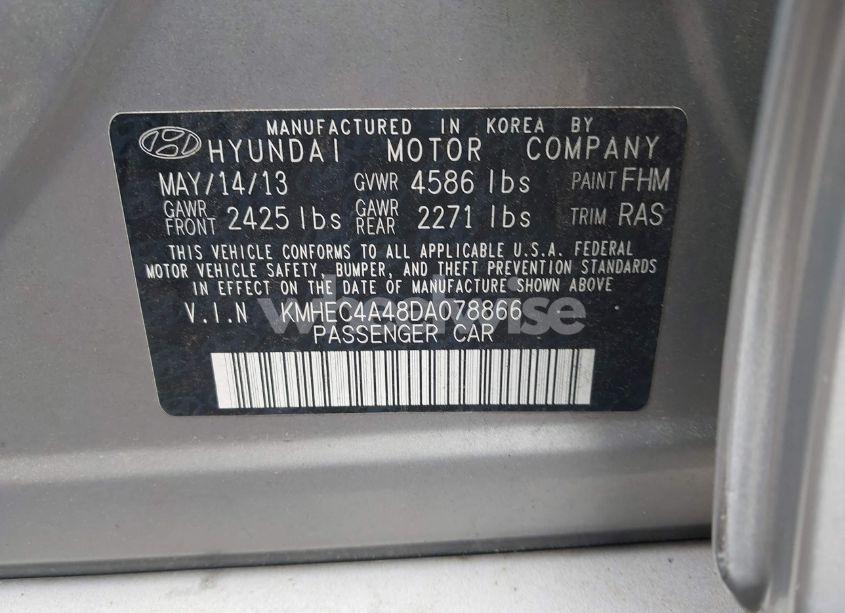 MANUFACTURED IN KOREA BY
HYUNDAI MOTOR COMPANY
MAY/14/13 GVWR 4586 lbs PAINT FHM
GAWR FRONT 2425 lbs GAWR REAR 2271 lbs TRIM RAS
THIS VEHICLE CONFORMS TO ALL APPLICABLE U.S.A. FEDERAL
MOTOR VEHICLE SAFETY, BUMPER, AND THEFT PREVENTION STANDARDS
IN EFFECT ON THE DATE OF MANUFACTURE SHOWN ABOVE
V.I.N KMHEC4A48DA078866
PASSENGER CAR